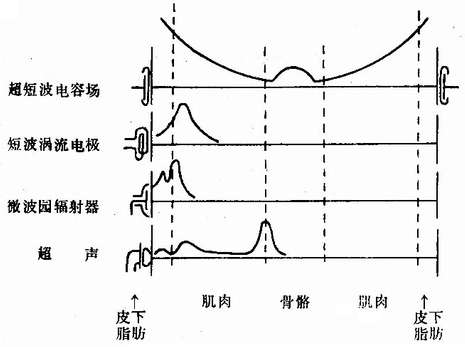 超短波电容场
短波涡流电极
微波园辐射器
超声
↑ 肌肉 骨骼 肌肉 ↑
皮下 皮下
脂肪 脂肪